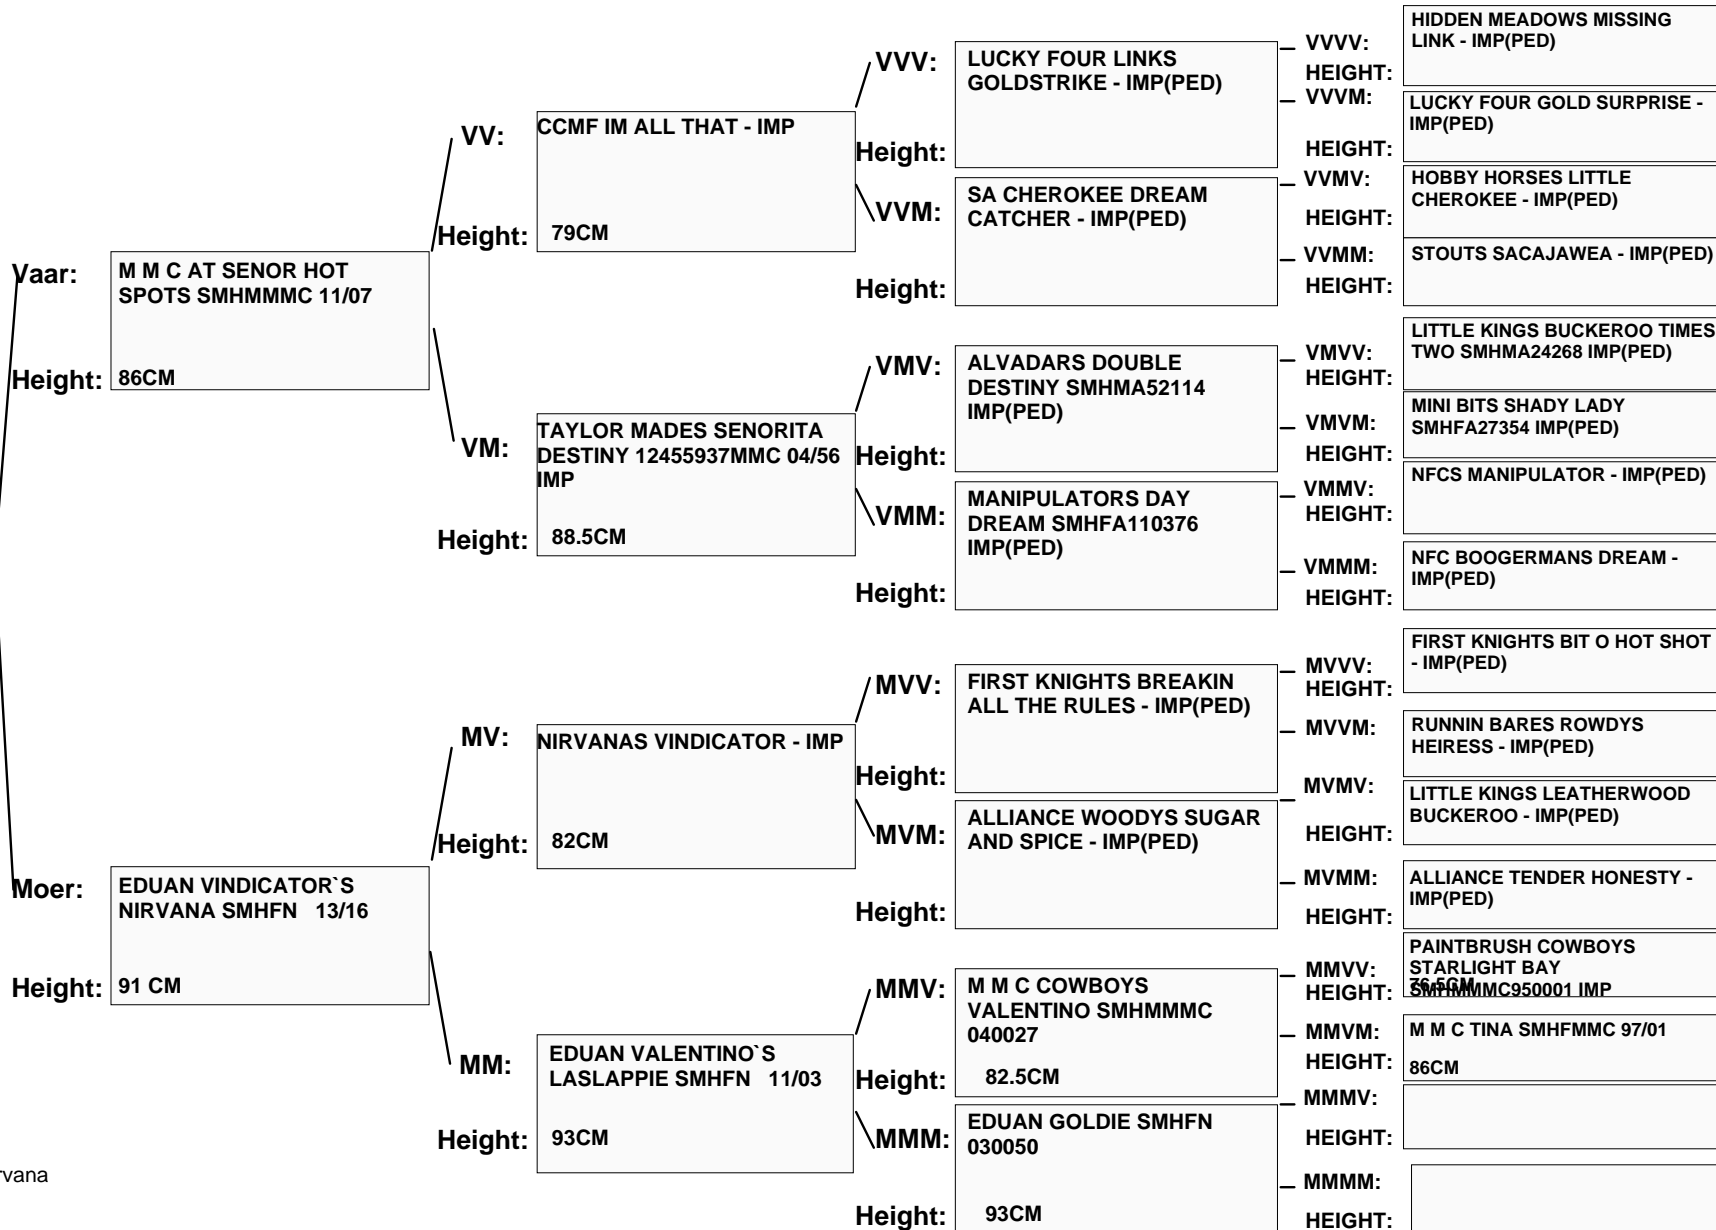 Vaar:
M M C AT SENOR HOT
SPOTS SMHMMMC 11/07
Height:
86CM
Moer:
EDUAN VINDICATOR`S
NIRVANA SMHFN 13/16
Height:
91 CM
rvana
VV:
CCMF IM ALL THAT - IMP
Height:
79CM
VM:
TAYLOR MADES SENORITA
DESTINY 12455937MMC 04/56
IMP
Height:
88.5CM
MV:
NIRVANAS VINDICATOR - IMP
Height:
82CM
MM:
EDUAN VALENTINO`S
LASLAPPIE SMHFN 11/03
Height:
93CM
VVV:
LUCKY FOUR LINKS
GOLDSTRIKE - IMP(PED)
Height:
VVM:
SA CHEROKEE DREAM
CATCHER - IMP(PED)
Height:
VMV:
ALVADARS DOUBLE
DESTINY SMHMA52114
IMP(PED)
Height:
VMM:
MANIPULATORS DAY
DREAM SMHFA110376
IMP(PED)
Height:
MVV:
FIRST KNIGHTS BREAKIN
ALL THE RULES - IMP(PED)
Height:
MVM:
ALLIANCE WOODYS SUGAR
AND SPICE - IMP(PED)
Height:
MMV:
M M C COWBOYS
VALENTINO SMHMMMC
040027
Height:
82.5CM
MMM:
EDUAN GOLDIE SMHFN
030050
Height:
93CM
VVVV:
HIDDEN MEADOWS MISSING
LINK - IMP(PED)
HEIGHT:
VVVM:
LUCKY FOUR GOLD SURPRISE -
IMP(PED)
HEIGHT:
VVMV:
HOBBY HORSES LITTLE
CHEROKEE - IMP(PED)
HEIGHT:
VVMM:
STOUTS SACAJAWEA - IMP(PED)
HEIGHT:
VMVV:
LITTLE KINGS BUCKEROO TIMES
TWO SMHMA24268 IMP(PED)
HEIGHT:
VMVM:
MINI BITS SHADY LADY
SMHFA27354 IMP(PED)
HEIGHT:
VMMV:
NFCS MANIPULATOR - IMP(PED)
HEIGHT:
VMMM:
NFC BOOGERMANS DREAM -
IMP(PED)
HEIGHT:
MVVV:
FIRST KNIGHTS BIT O HOT SHOT
- IMP(PED)
HEIGHT:
MVVM:
RUNNIN BARES ROWDYS
HEIRESS - IMP(PED)
MVMV:
LITTLE KINGS LEATHERWOOD
BUCKEROO - IMP(PED)
HEIGHT:
MVMM:
ALLIANCE TENDER HONESTY -
IMP(PED)
HEIGHT:
MMVV:
PAINTBRUSH COWBOYS
STARLIGHT BAY
SMHMMMC950001 IMP
HEIGHT:
76.5CM
MMVM:
M M C TINA SMHFMMC 97/01
HEIGHT:
86CM
MMMV:
HEIGHT:
MMMM:
HEIGHT: